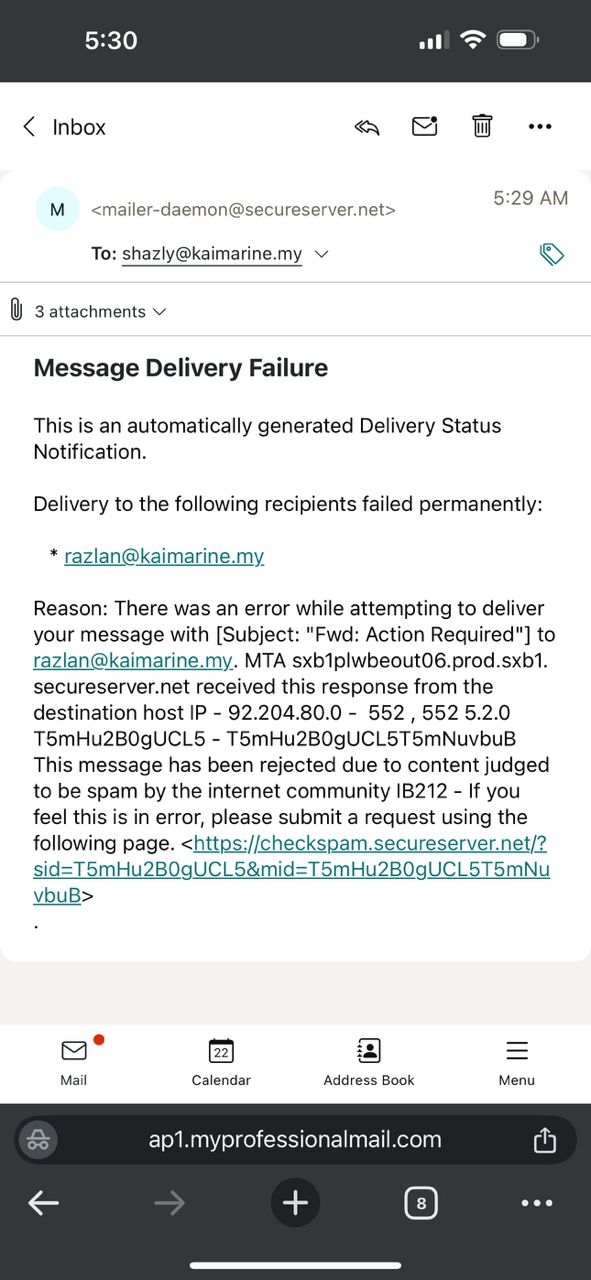 5:30
Inbox
M
<mailer-daemon@secureserver.net>
5:29 AM
To: shazly@kaimarine.my
3 attachments
Message Delivery Failure
This is an automatically generated Delivery Status
Notification.
Delivery to the following recipients failed permanently:
* razlan@kaimarine.my
Reason: There was an error while attempting to deliver
your message with [Subject: "Fwd: Action Required"] to
razlan@kaimarine.my. MTA sxb1plwbeout06.prod.sxb1.
secureserver.net received this response from the
destination host IP - 92.204.80.0 -  552 , 552 5.2.0
T5mHu2B0gUCL5 - T5mHu2B0gUCL5T5mNuvbuB
This message has been rejected due to content judged
to be spam by the internet community IB212 - If you
feel this is in error, please submit a request using the
following page. <https://checkspam.secureserver.net/?
sid=T5mHu2B0gUCL5&mid=T5mHu2B0gUCL5T5mNu
vbuB>
.
22
Mail
Calendar
Address Book
Menu
ap1.myprofessionalmail.com
8